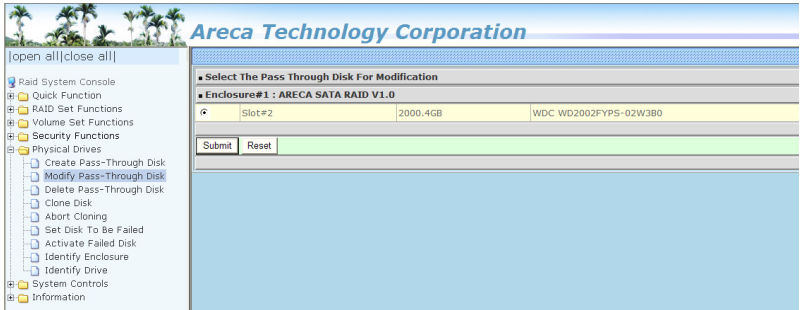 Areca Technology Corporation
|open all|close all|
Raid System Console
Quick Function
RAID Set Functions
Volume Set Functions
Security Functions
Physical Drives
Create Pass-Through Disk
Modify Pass-Through Disk
Delete Pass-Through Disk
Clone Disk
Abort Cloning
Set Disk To Be Failed
Activate Failed Disk
Identify Enclosure
Identify Drive
System Controls
Information
Select The Pass Through Disk For Modification
Enclosure#1 : ARECA SATA RAID V1.0
Slot#2 2000.4GB WDC WD2002FYPS-02W3B0
Submit Reset